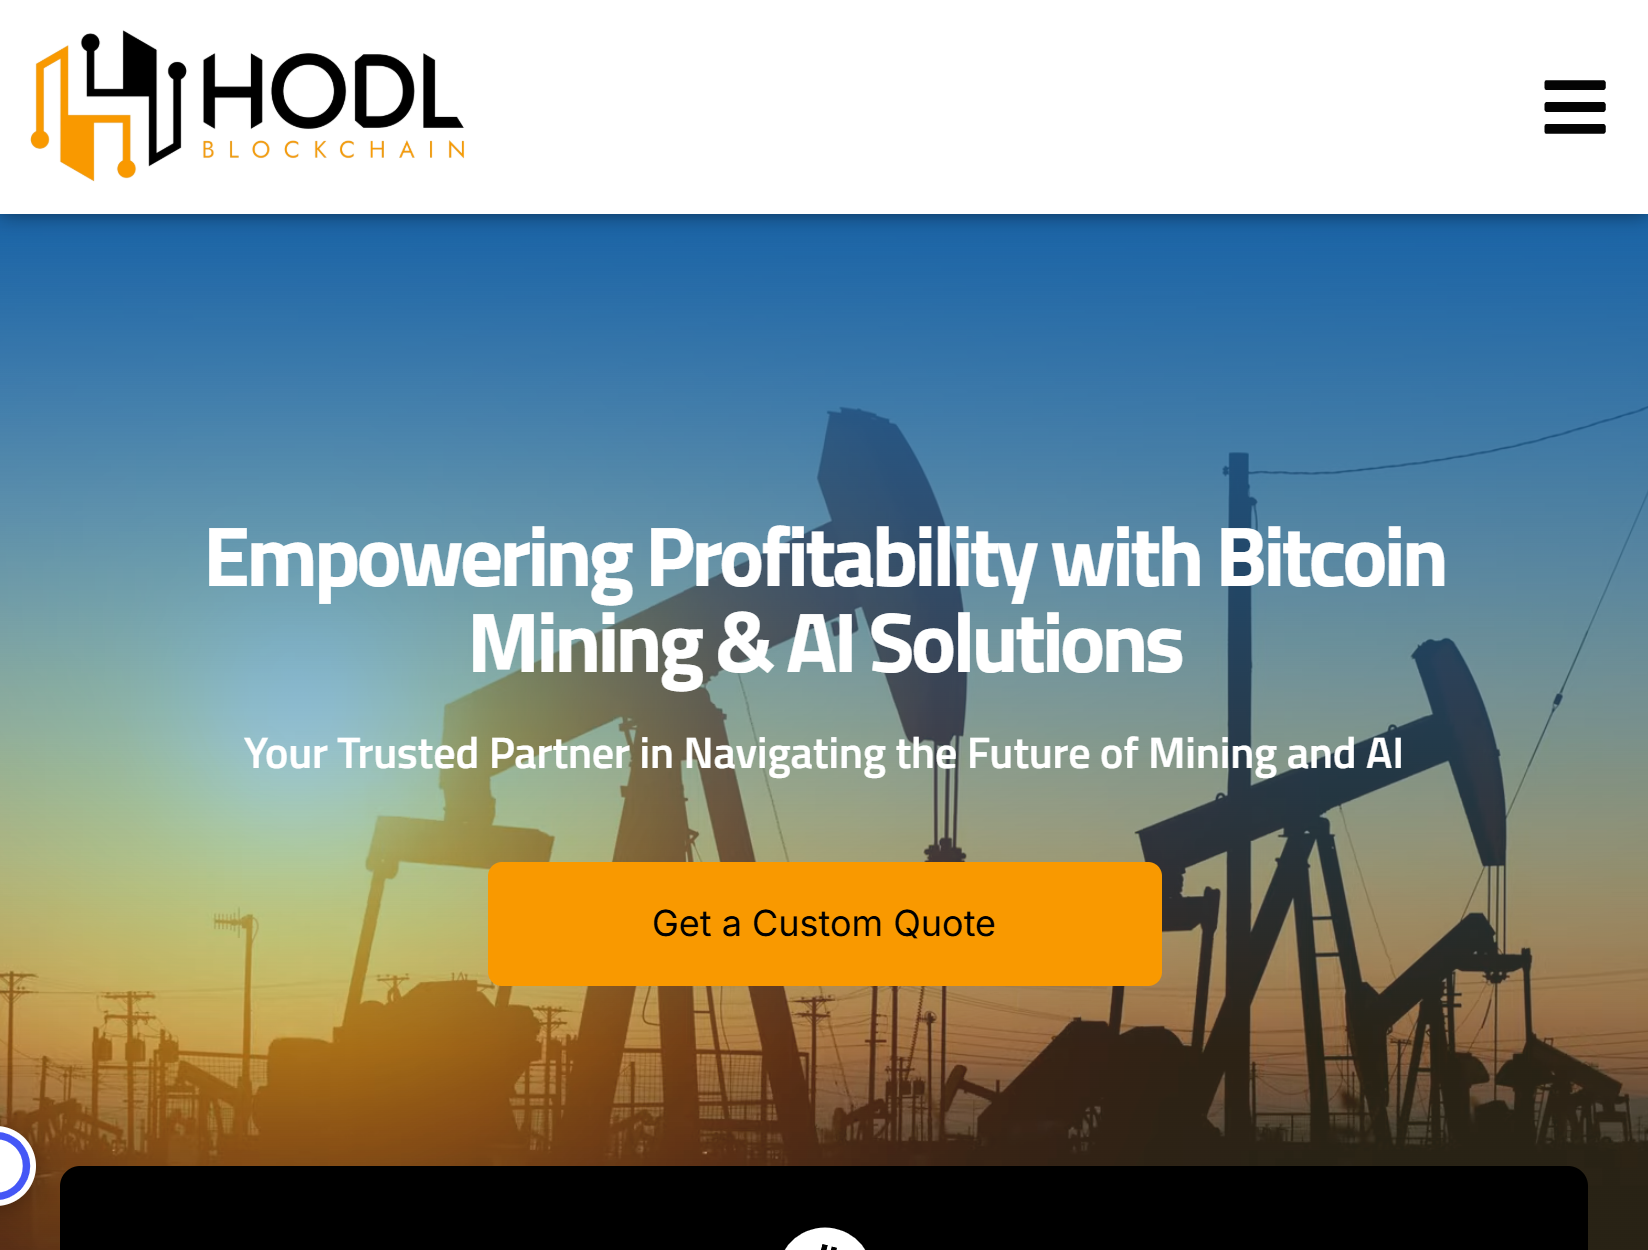 HODL
BLOCKCHAIN
Empowering Profitability with Bitcoin
Mining & AI Solutions
Your Trusted Partner in Navigating the Future of Mining and AI
Get a Custom Quote